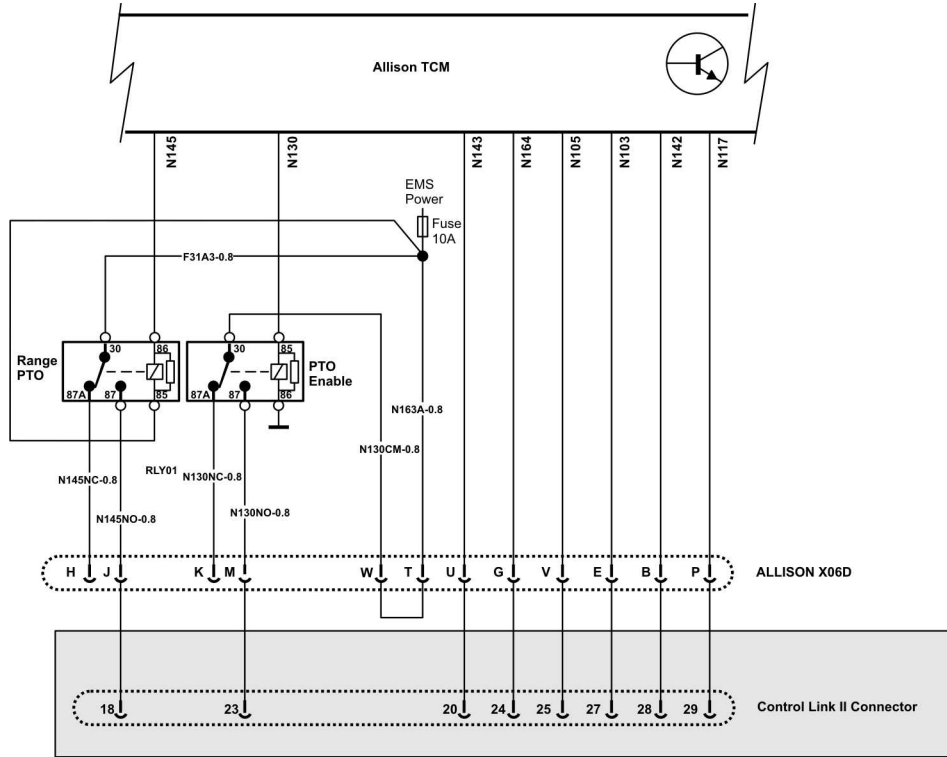 Allison TCM
N145
N130
N143
N164
N105
N103
N142
N117
EMS
Power
Fuse
10A
F31A3-0.8
Range
PTO
30
86
87A
87
85
30
85
87A
87
86
PTO
Enable
N163A-0.8
N130CM-0.8
RLY01
N145NC-0.8
N130NC-0.8
N145NO-0.8
N130NO-0.8
H J K M W T U G V E B P
ALLISON X06D
18 23 20 24 25 27 28 29
Control Link II Connector